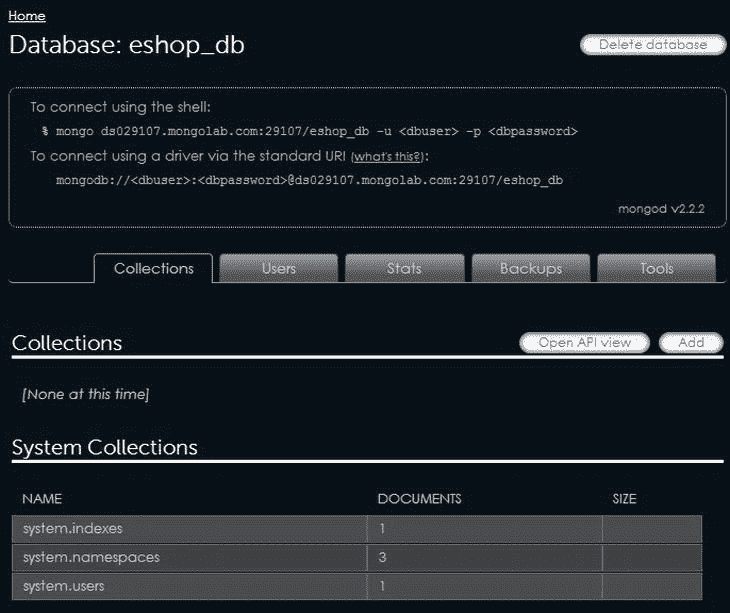 Home
Database: eshop_db
Delete database
To connect using the shell:
% mongo ds029107.mongolab.com:29107/eshop_db -u <dbuser> -p <dbpassword>
To connect using a driver via the standard URI (what's this?):
mongodb://<dbuser>:<dbpassword>@ds029107.mongolab.com:29107/eshop_db
mongod v2.2.2
Collections Users Stats Backups Tools
Collections Open API view Add
[None at this time]
System Collections
NAME DOCUMENTS SIZE
system.indexes 1
system.namespaces 3
system.users 1